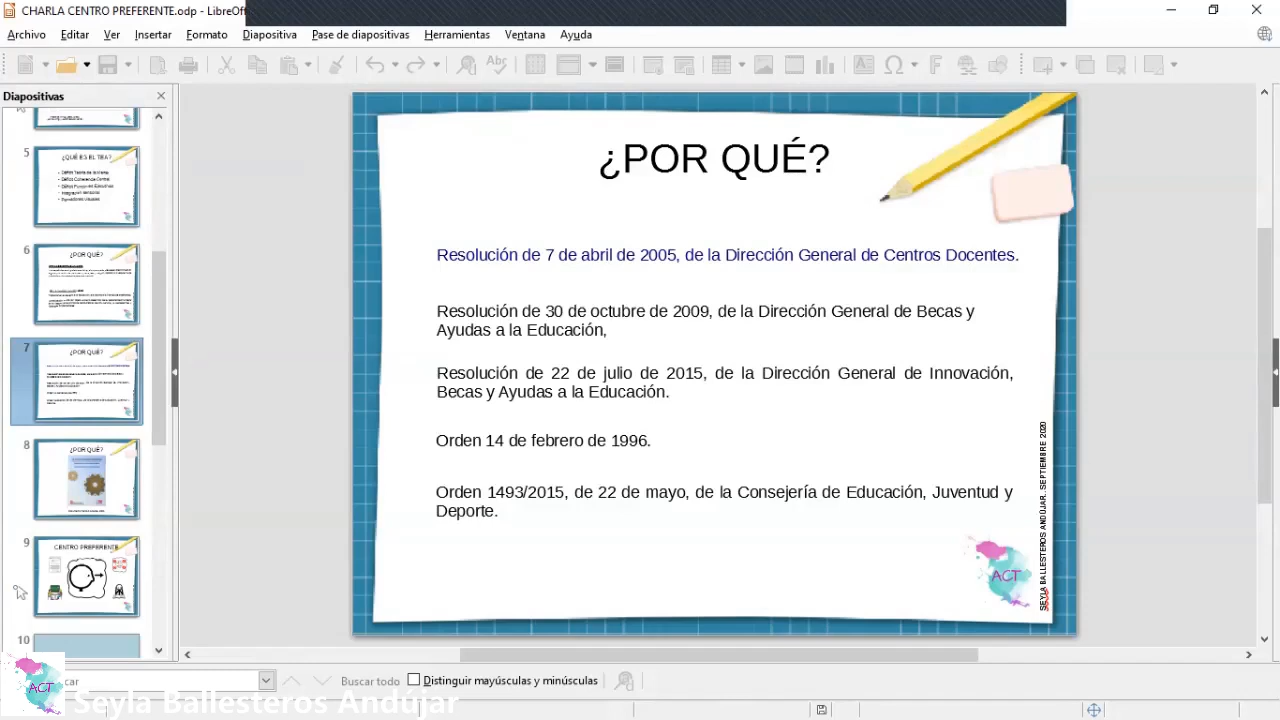 CHARLA CENTRO PREFERENTE.odp - LibreOff
Archivo Editar Ver Insertar Formato Diapositiva Pase de diapositivas Herramientas Ventana Ayuda
Diapositivas
5
¿QUÉ ES EL TEA?
6
¿POR QUÉ?
7
¿POR QUÉ?
8
¿POR QUÉ?
9
CENTRO PREFERENTE
10
¿POR QUÉ?
Resolución de 7 de abril de 2005, de la Dirección General de Centros Docentes.
Resolución de 30 de octubre de 2009, de la Dirección General de Becas y
Ayudas a la Educación,
Resolución de 22 de julio de 2015, de la Dirección General de Innovación,
Becas y Ayudas a la Educación.
Orden 14 de febrero de 1996.
Orden 1493/2015, de 22 de mayo, de la Consejería de Educación, Juventud y
Deporte.
ACT
SEYLA BALLESTEROS ANDÚJAR. SEPTIEMBRE 2020
car
Buscar todo
Distinguir mayúsculas y minúsculas
ACT
Seyla Ballesteros Andújar